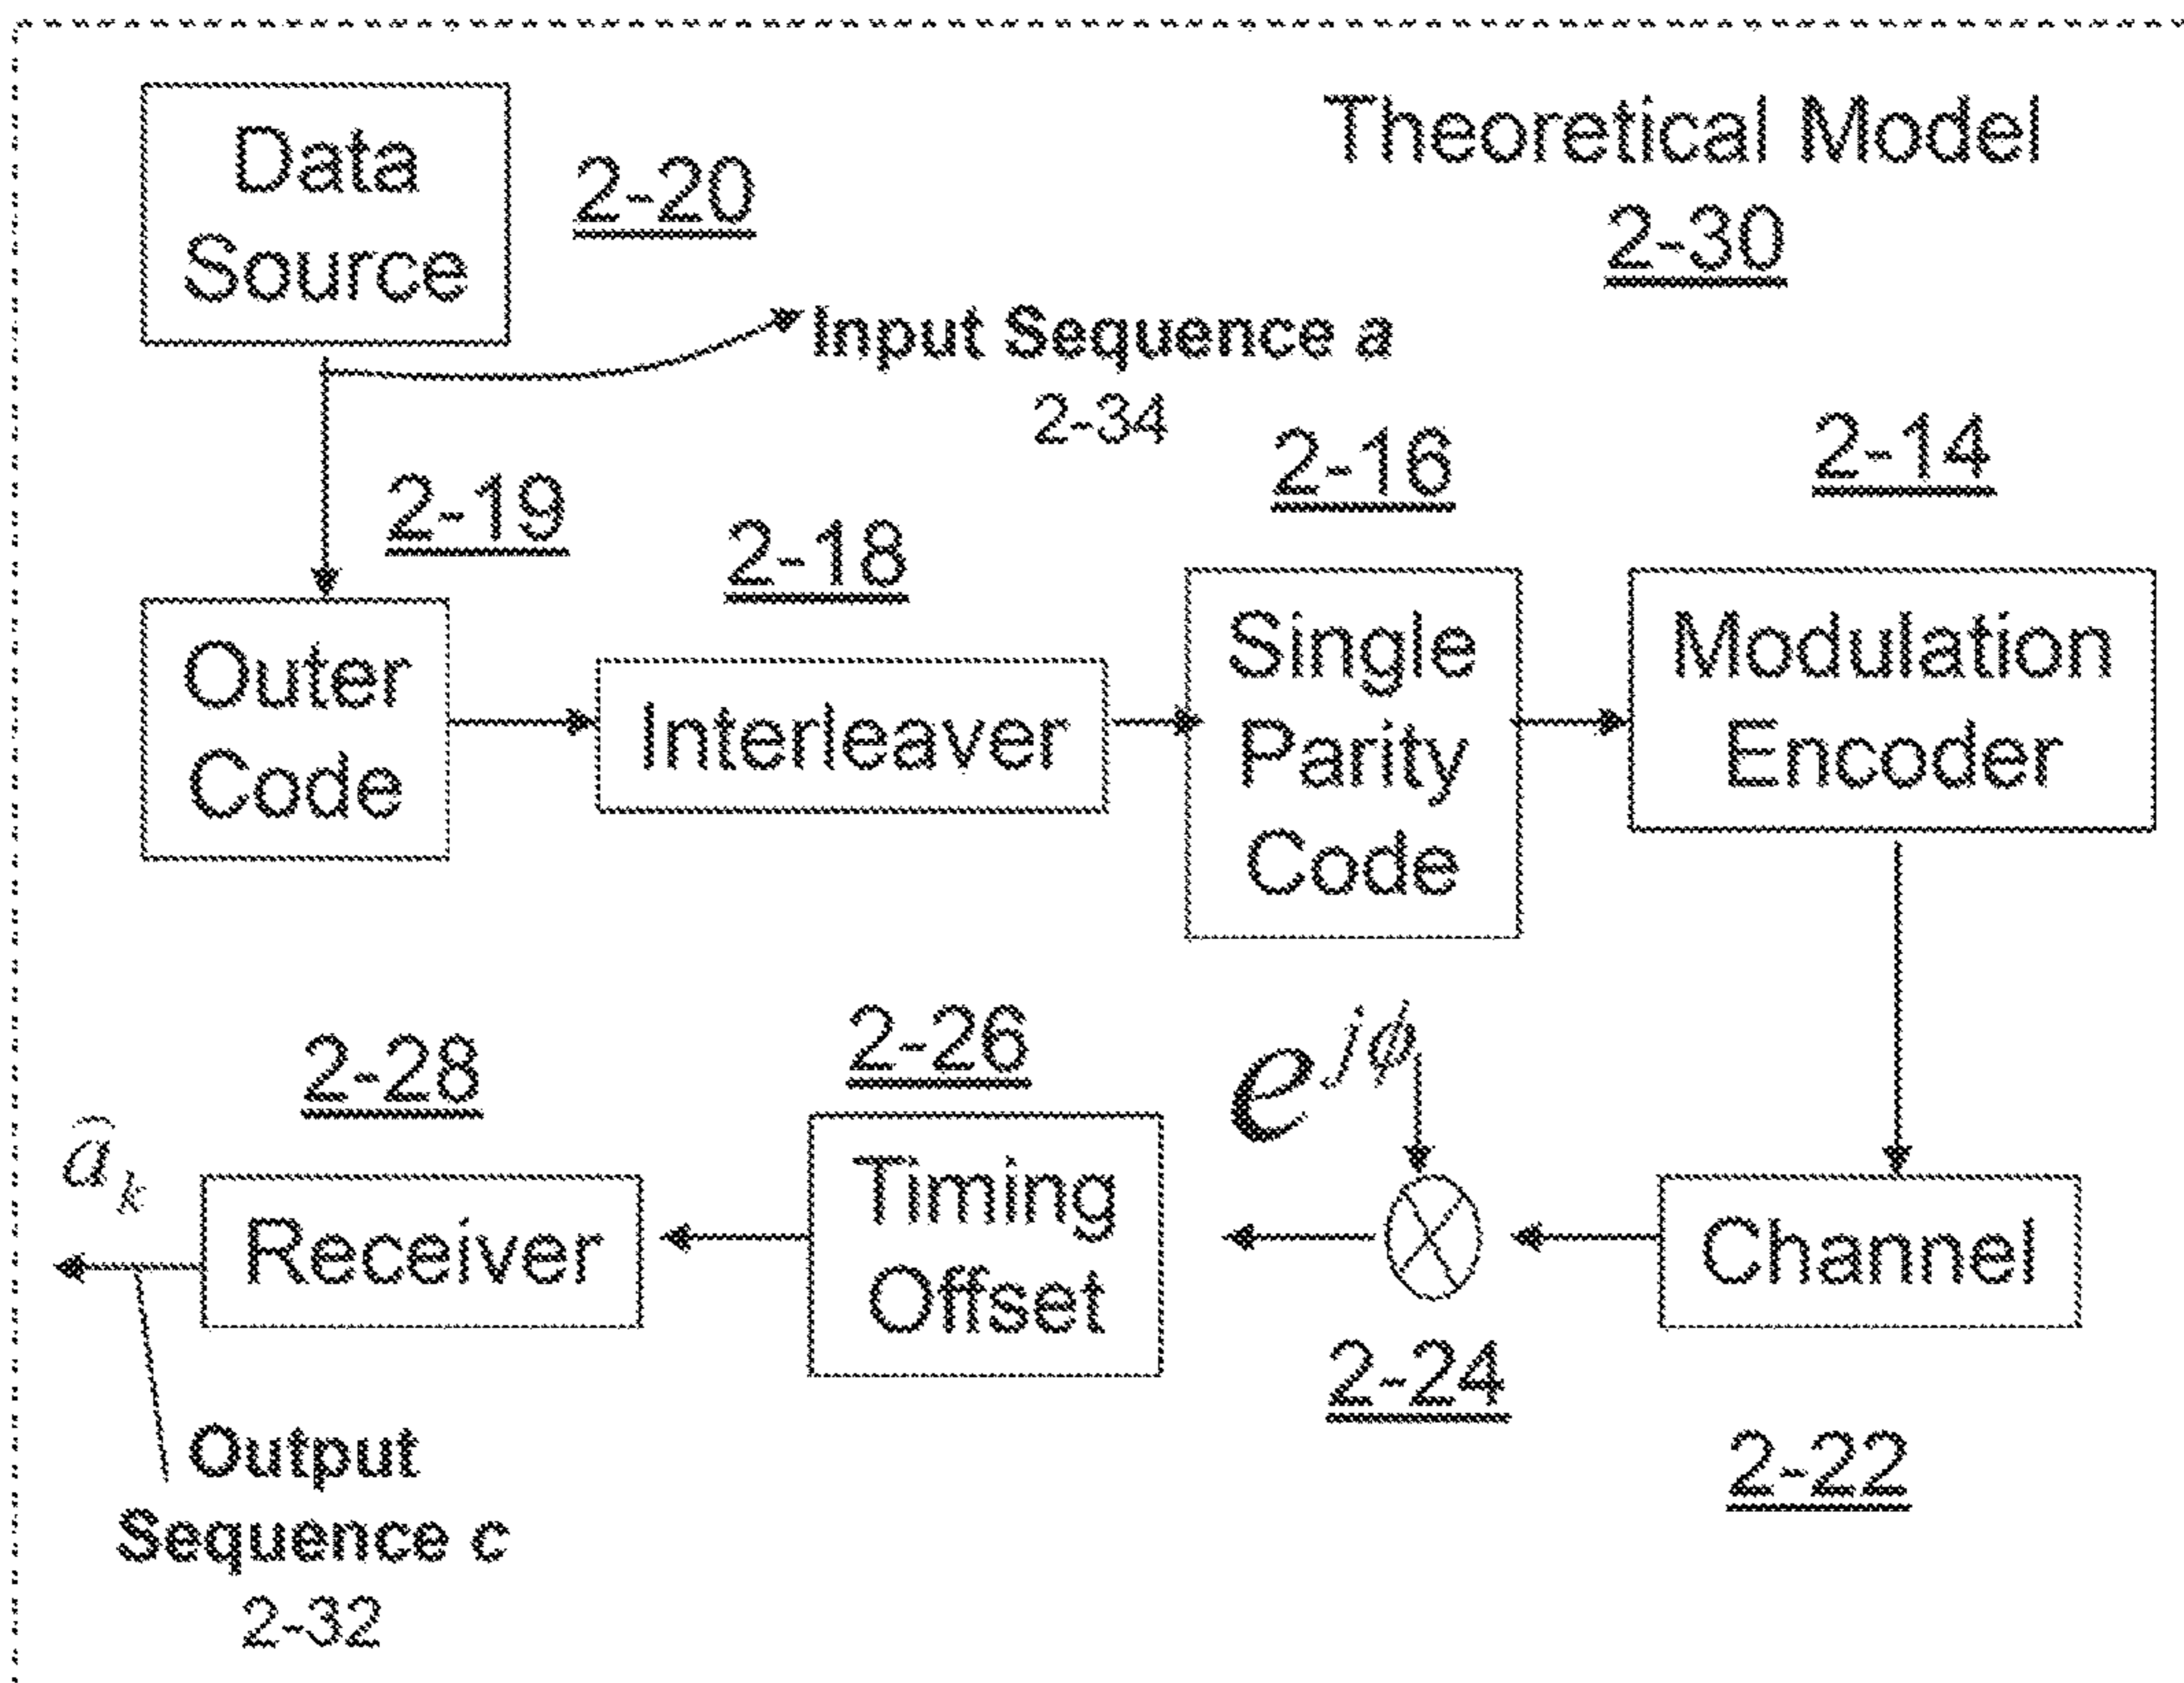 Data
Source
2-20
Theoretical Model
2-30
Input Sequence a
2-34
2-19
2-18
2-16
2-14
Outer
Code
Interleaver
Single
Parity
Code
Modulation
Encoder
2-28
2-26
e^{jϕ}
â_k
Receiver
Timing
Offset
Channel
2-24
2-22
Output
Sequence c
2-32